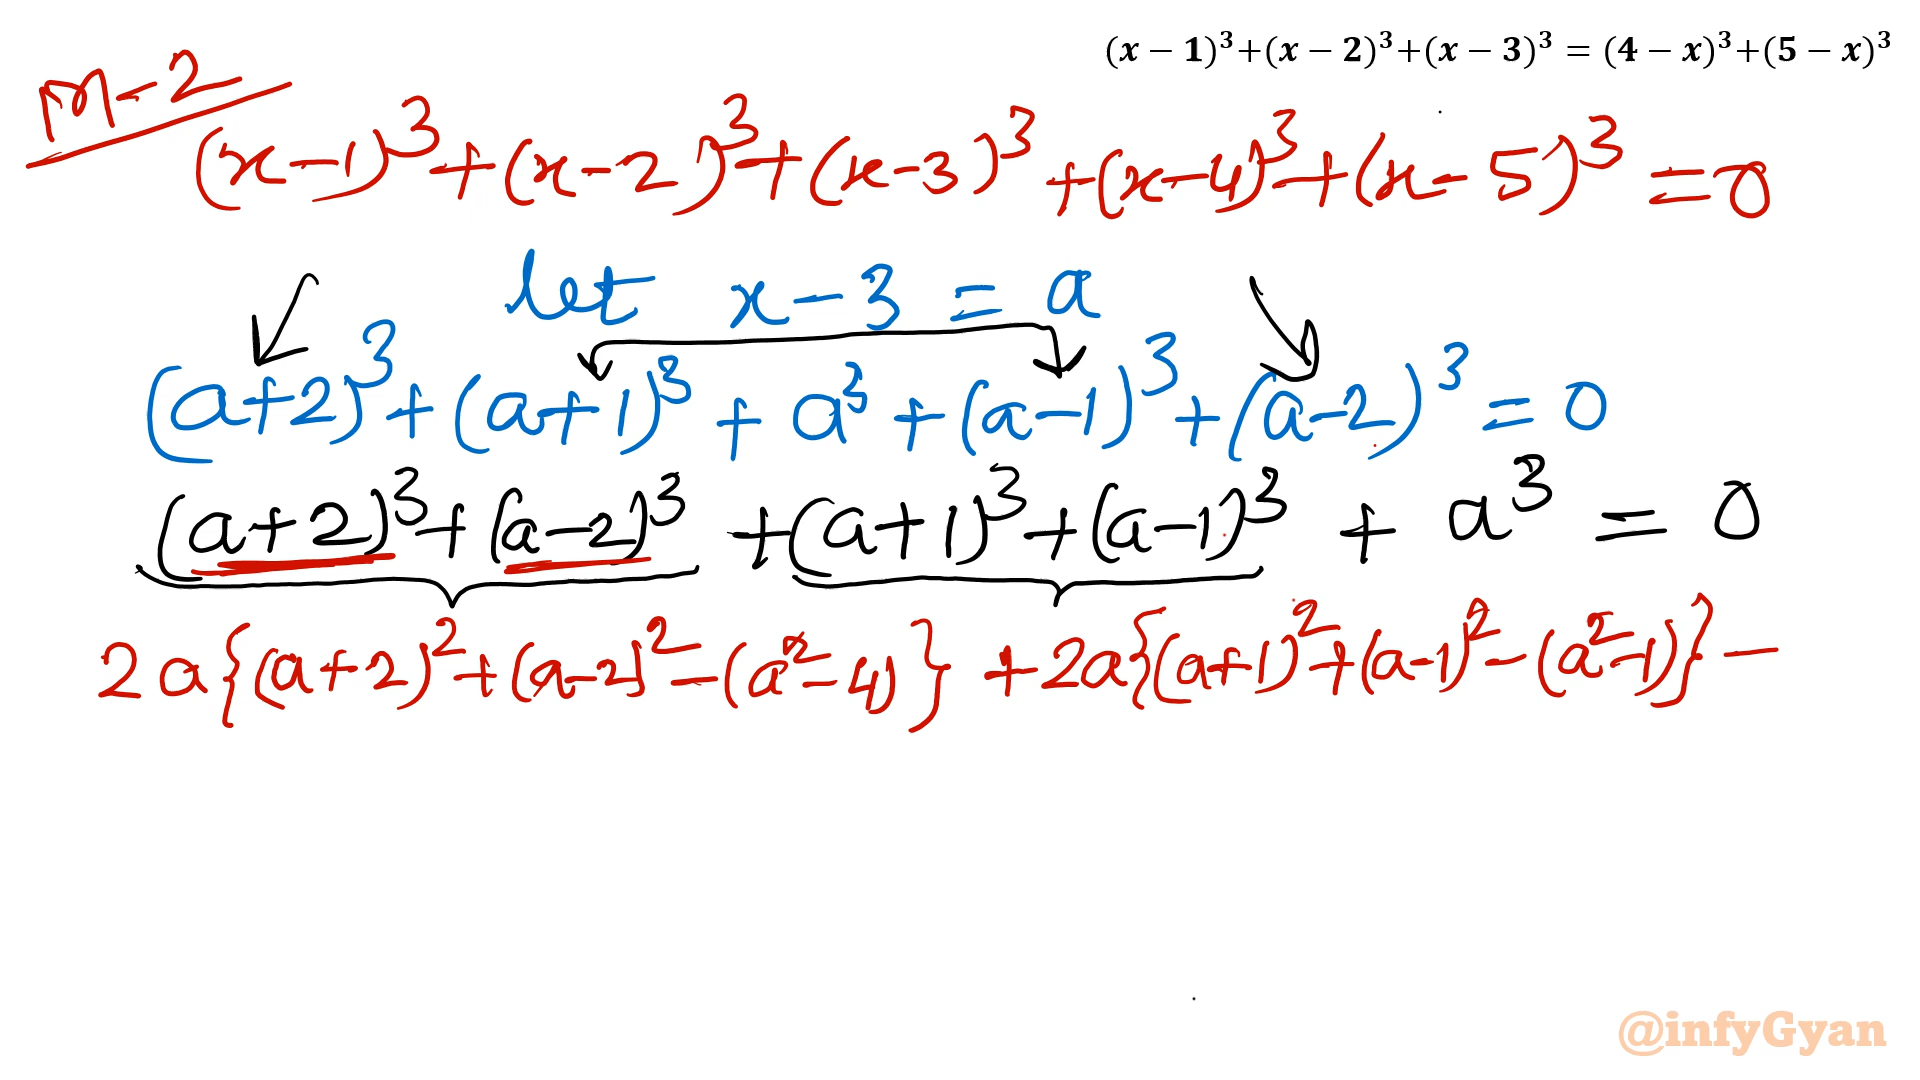 (x − 1)³+(x − 2)³+(x − 3)³ = (4 − x)³+(5 − x)³
M-2
(x-1)³+(x-2)³+(x-3)³+(x-4)³+(x-5)³=0
let x-3=a
(a+2)³+(a+1)³+a³+(a-1)³+(a-2)³=0
(a+2)³+(a-2)³+(a+1)³+(a-1)³+a³=0
2a{(a+2)²+(a-2)²-(a²-4)}+2a{(a+1)²+(a-1)²-(a²-1)}-
@infyGyan